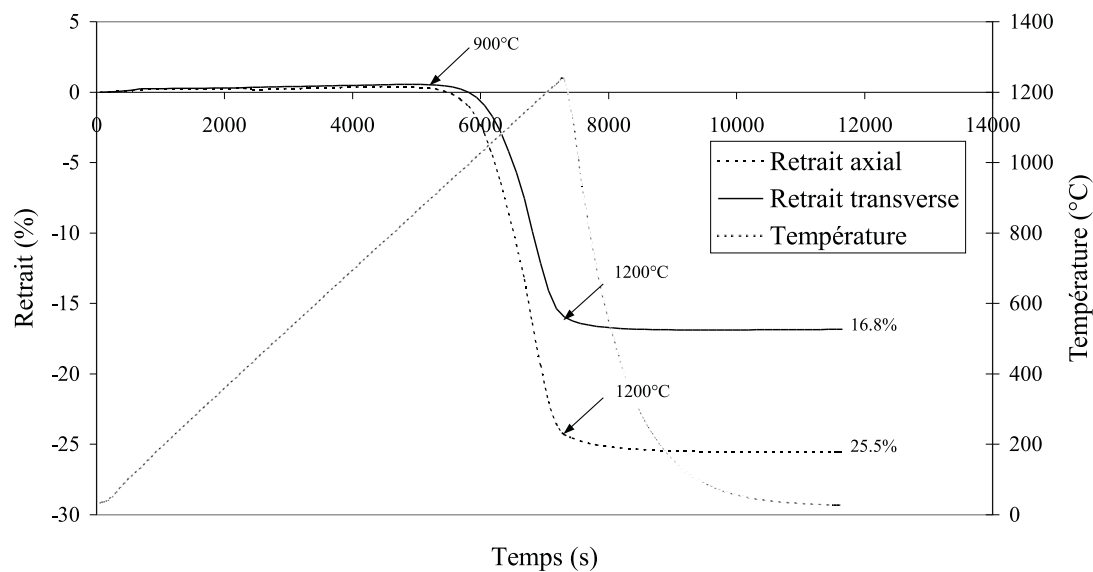 5
0
-5
-10
-15
-20
-25
-30
Retrait (%)
0
2000
4000
6000
8000
10000
12000
14000
Temps (s)
1400
1200
1000
800
600
400
200
0
Température (°C)
900°C
1200°C
1200°C
16.8%
25.5%
Retrait axial
Retrait transverse
Température